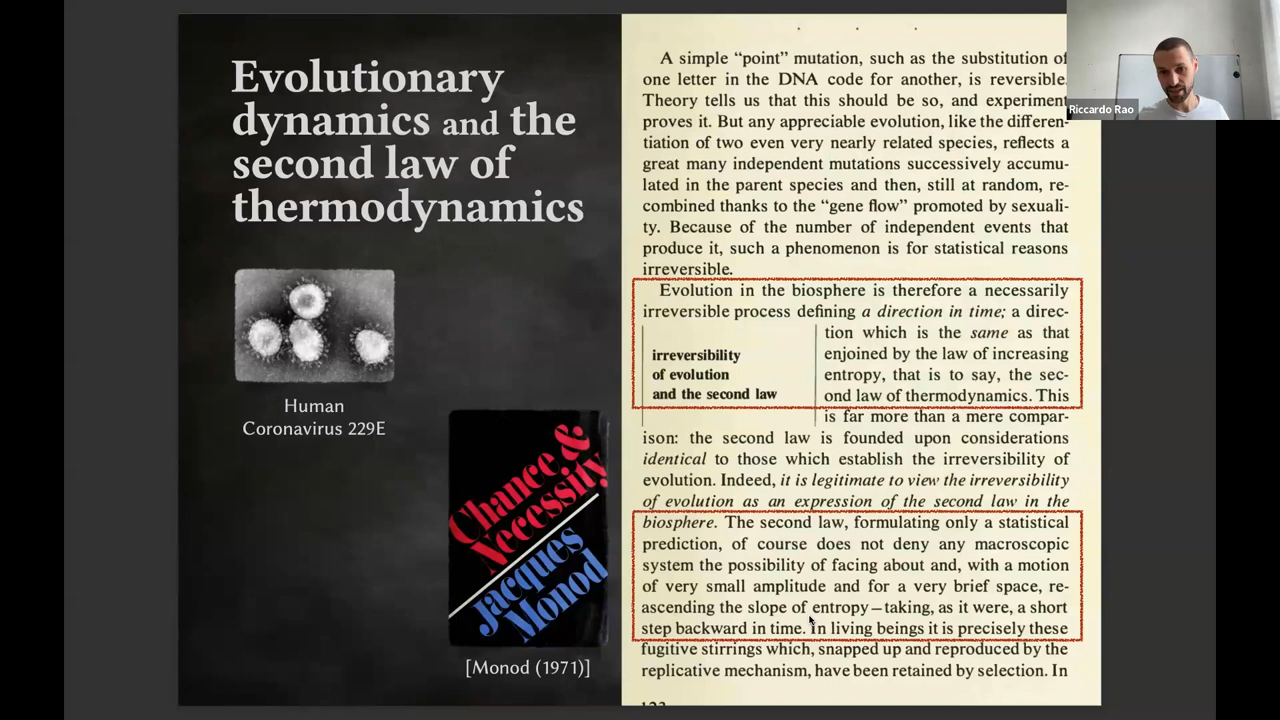 Evolutionary
dynamics and the
second law of
thermodynamics
Human
Coronavirus 229E
Chance &
Necessity
Jacques
Monod
[Monod (1971)]
A simple “point” mutation, such as the substitution of
one letter in the DNA code for another, is reversible.
Theory tells us that this should be so, and experiment
proves it. But any appreciable evolution, like the differen-
tiation of two even very nearly related species, reflects a
great many independent mutations successively accumu-
lated in the parent species and then, still at random, re-
combined thanks to the “gene flow” promoted by sexuali-
ty. Because of the number of independent events that
produce it, such a phenomenon is for statistical reasons
irreversible.
Evolution in the biosphere is therefore a necessarily
irreversible process defining a direction in time; a direc-
tion which is the same as that
enjoined by the law of increasing
entropy, that is to say, the sec-
ond law of thermodynamics. This
is far more than a mere compar-
irreversibility
of evolution
and the second law
ison: the second law is founded upon considerations
identical to those which establish the irreversibility of
evolution. Indeed, it is legitimate to view the irreversibility
of evolution as an expression of the second law in the
biosphere. The second law, formulating only a statistical
prediction, of course does not deny any macroscopic
system the possibility of facing about and, with a motion
of very small amplitude and for a very brief space, re-
ascending the slope of entropy—taking, as it were, a short
step backward in time. In living beings it is precisely these
fugitive stirrings which, snapped up and reproduced by the
replicative mechanism, have been retained by selection. In
Riccardo Rao